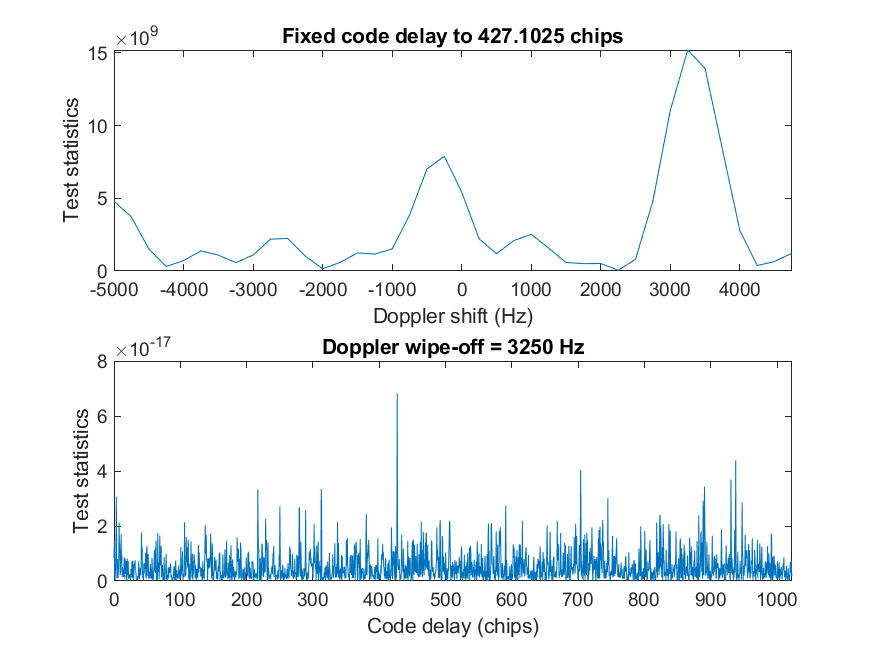 ×10^9
Fixed code delay to 427.1025 chips
Test statistics
15
10
5
0
-5000 -4000 -3000 -2000 -1000 0 1000 2000 3000 4000
Doppler shift (Hz)
×10^-17
Doppler wipe-off = 3250 Hz
Test statistics
8
6
4
2
0
0 100 200 300 400 500 600 700 800 900 1000
Code delay (chips)